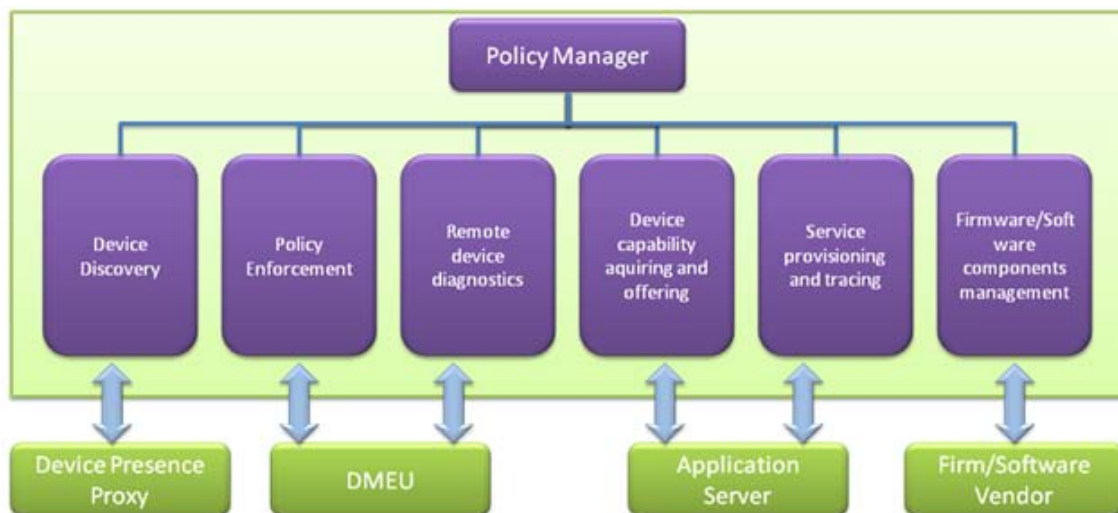 Policy Manager
Device
Discovery
Policy
Enforcement
Remote
device
diagnostics
Device
capability
aquiring and
offering
Service
provisioning
and tracing
Firmware/Soft
ware
components
management
Device Presence
Proxy
DMEU
Application
Server
Firm/Software
Vendor